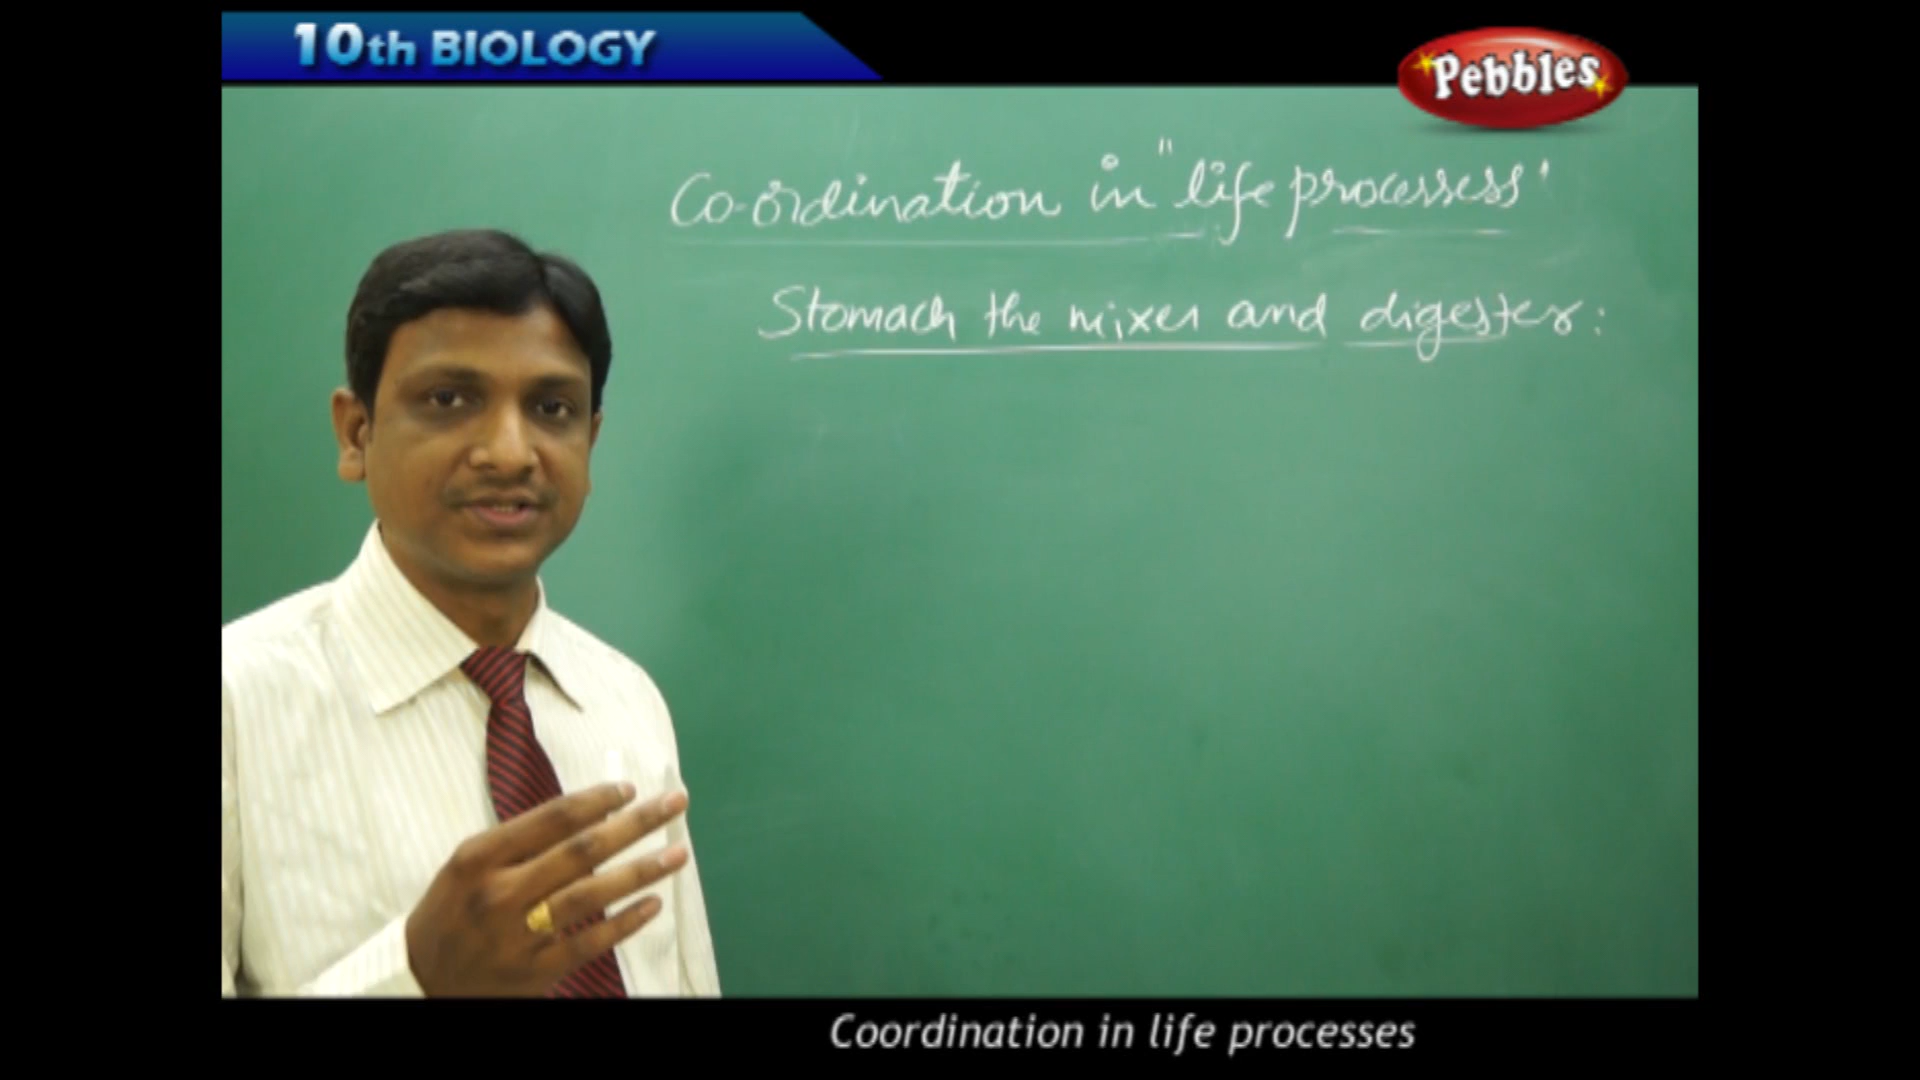 10th BIOLOGY
Pebbles
Co-ordination in "life processess'
Stomach the mixer and digester:
Coordination in life processes